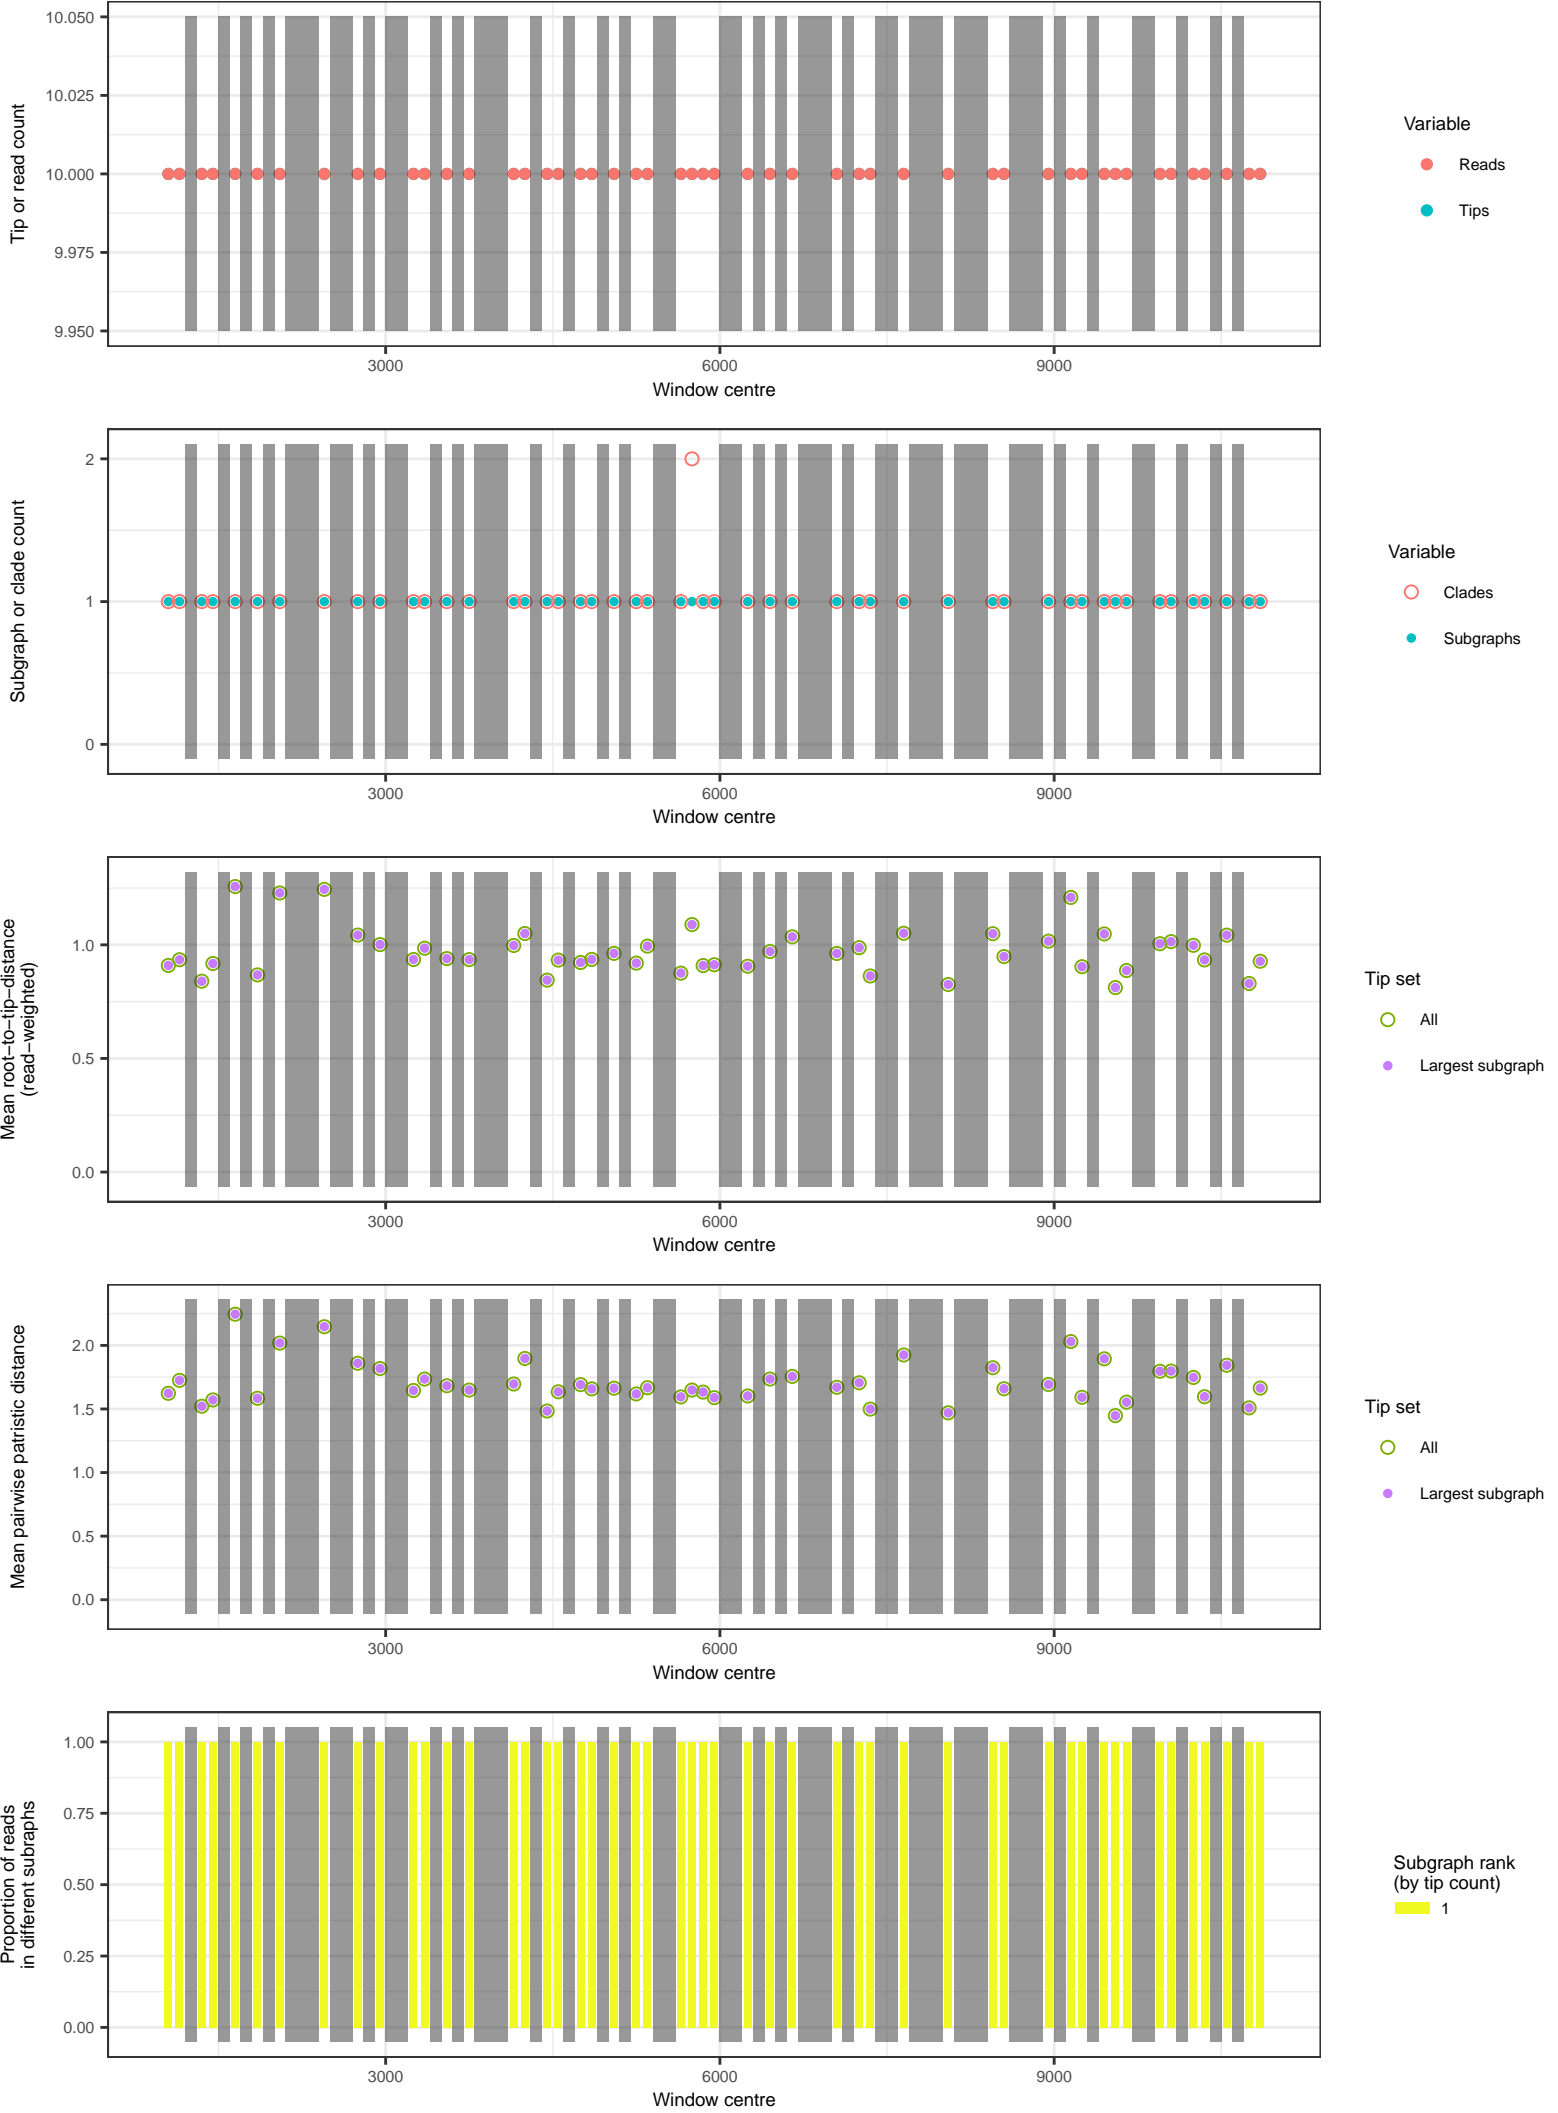 10.050
10.025
10.000
9.975
9.950
Tip or read count
3000
6000
9000
Window centre
Variable
Reads
Tips
2
1
0
Subgraph or clade count
3000
6000
9000
Window centre
Variable
Clades
Subgraphs
1.0
0.5
0.0
Mean root−to−tip−distance
(read−weighted)
3000
6000
9000
Window centre
Tip set
All
Largest subgraph
2.0
1.5
1.0
0.5
0.0
Mean pairwise patristic distance
3000
6000
9000
Window centre
Tip set
All
Largest subgraph
1.00
0.75
0.50
0.25
0.00
Proportion of reads
in different subraphs
3000
6000
9000
Window centre
Subgraph rank
(by tip count)
1